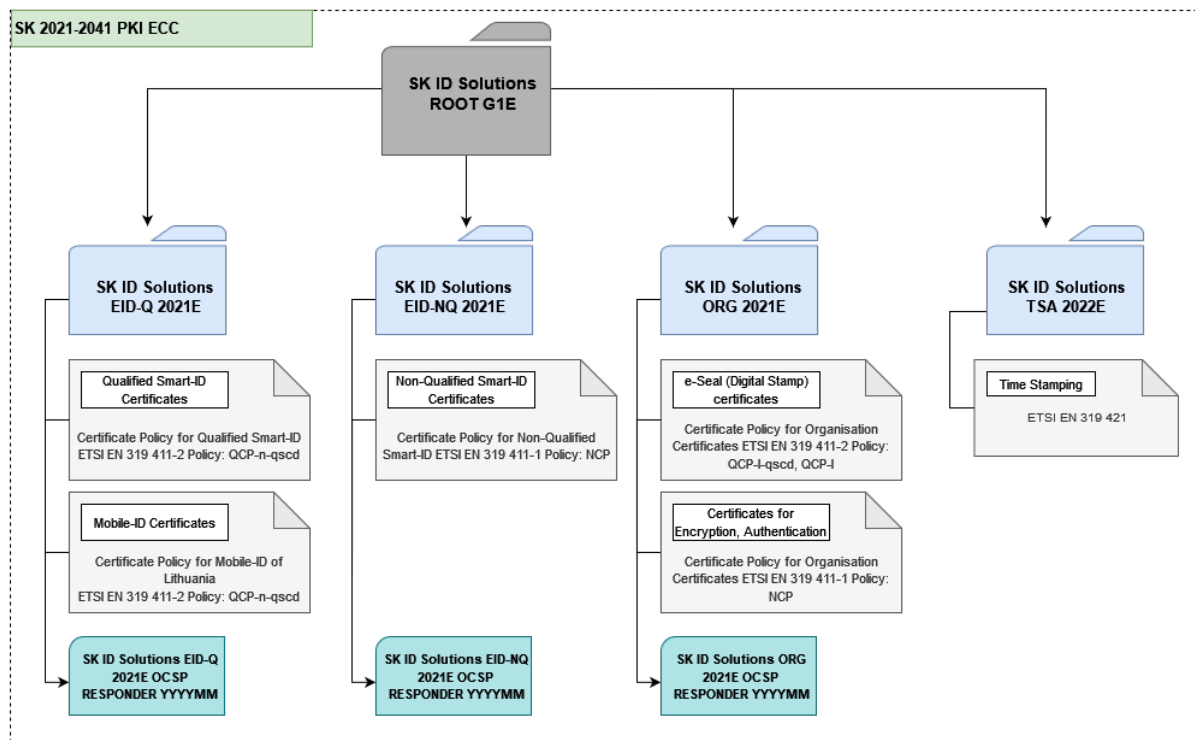 SK 2021-2041 PKI ECC
SK ID Solutions
ROOT G1E
SK ID Solutions
EID-Q 2021E
SK ID Solutions
EID-NQ 2021E
SK ID Solutions
ORG 2021E
SK ID Solutions
TSA 2022E
Qualified Smart-ID
Certificates
Certificate Policy for Qualified Smart-ID
ETSI EN 319 411-2 Policy: QCP-n-qscd
Non-Qualified Smart-ID
Certificates
Certificate Policy for Non-Qualified
Smart-ID ETSI EN 319 411-1 Policy: NCP
e-Seal (Digital Stamp)
certificates
Certificate Policy for Organisation
Certificates ETSI EN 319 411-2 Policy:
QCP-l-qscd, QCP-l
Time Stamping
ETSI EN 319 421
Mobile-ID Certificates
Certificate Policy for Mobile-ID of
Lithuania
ETSI EN 319 411-2 Policy: QCP-n-qscd
Certificates for
Encryption, Authentication
Certificate Policy for Organisation
Certificates ETSI EN 319 411-1 Policy:
NCP
SK ID Solutions EID-Q
2021E OCSP
RESPONDER YYYYMM
SK ID Solutions EID-NQ
2021E OCSP
RESPONDER YYYYMM
SK ID Solutions ORG
2021E OCSP
RESPONDER YYYYMM